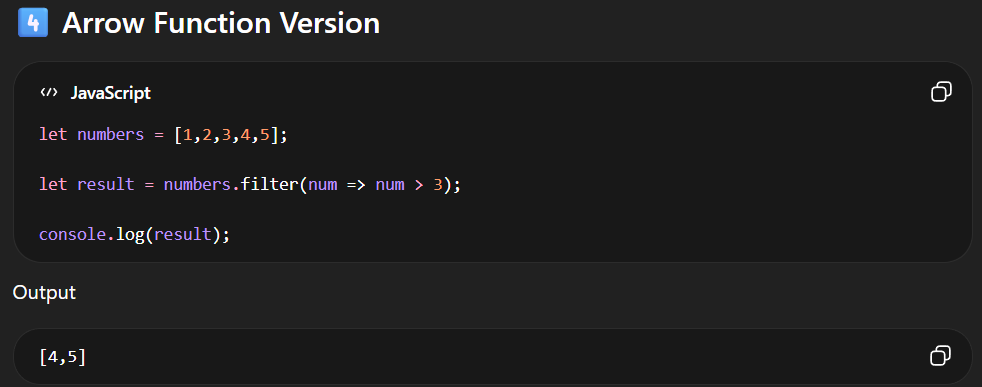 4 Arrow Function Version
</> JavaScript
let numbers = [1,2,3,4,5];
let result = numbers.filter(num => num > 3);
console.log(result);
Output
[4,5]